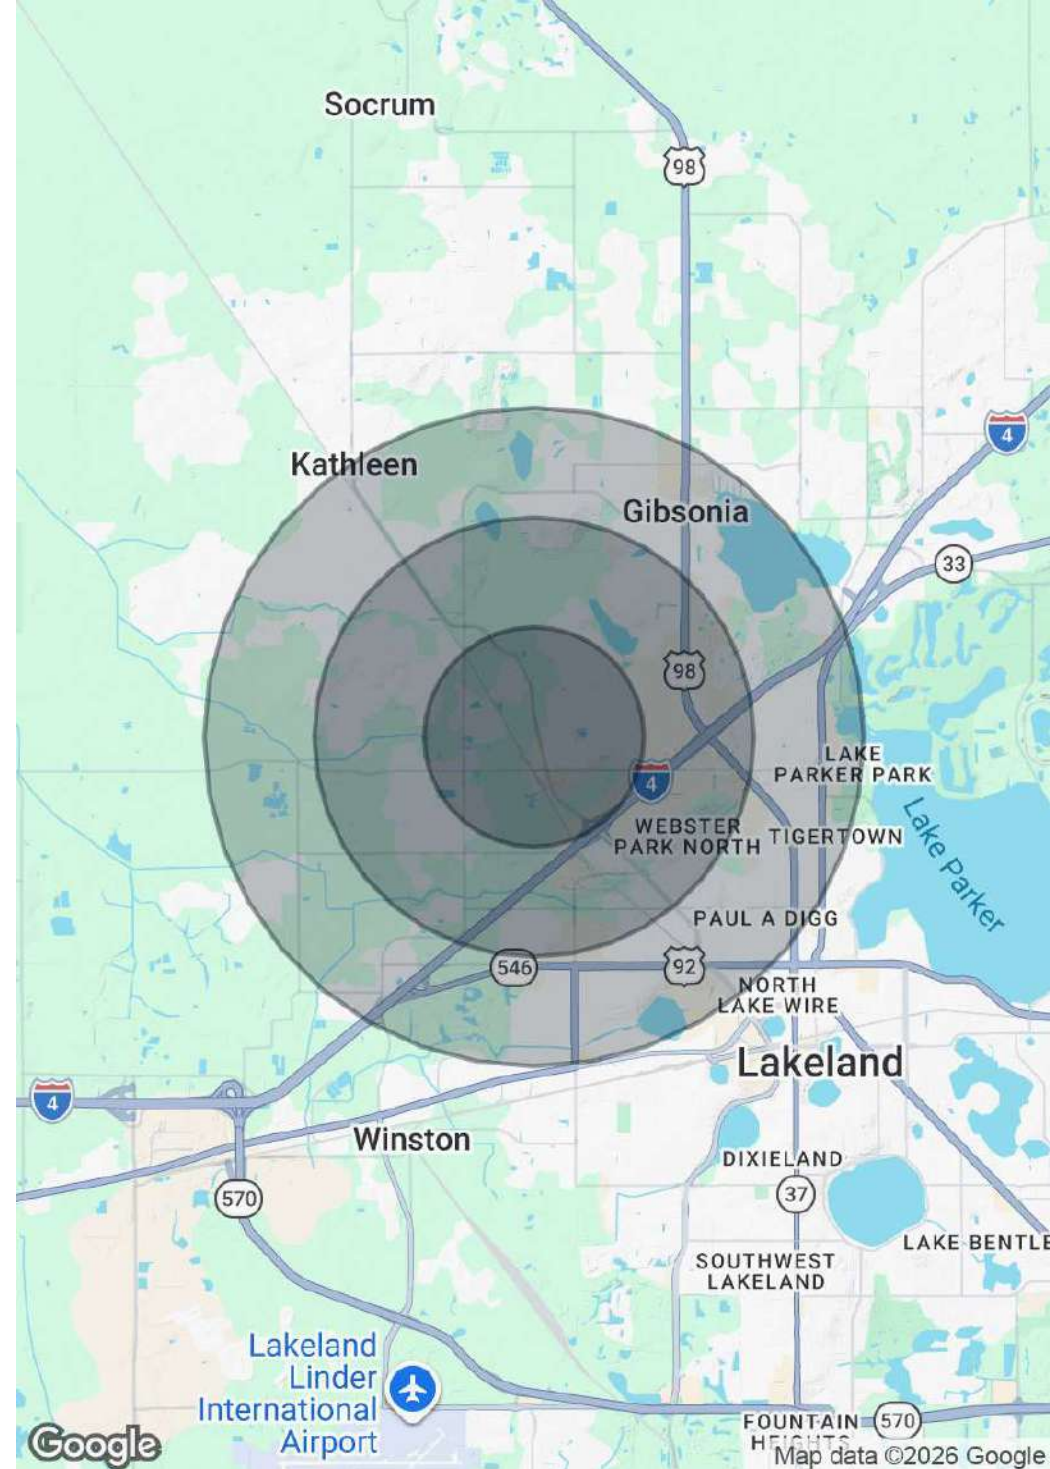 Socrum
98
4
Kathleen
Gibsonia
33
98
LAKE
PARKER PARK
4
WEBSTER
PARK NORTH
TIGERTOWN
Lake Parker
PAUL A DIGG
546
92
NORTH
LAKE WIRE
Lakeland
4
Winston
DIXIELAND
570
37
LAKE BENTLE
SOUTHWEST
LAKELAND
Lakeland
Linder
International
Airport
FOUNTAIN
HEIGHTS
570
Google
Map data ©2026 Google